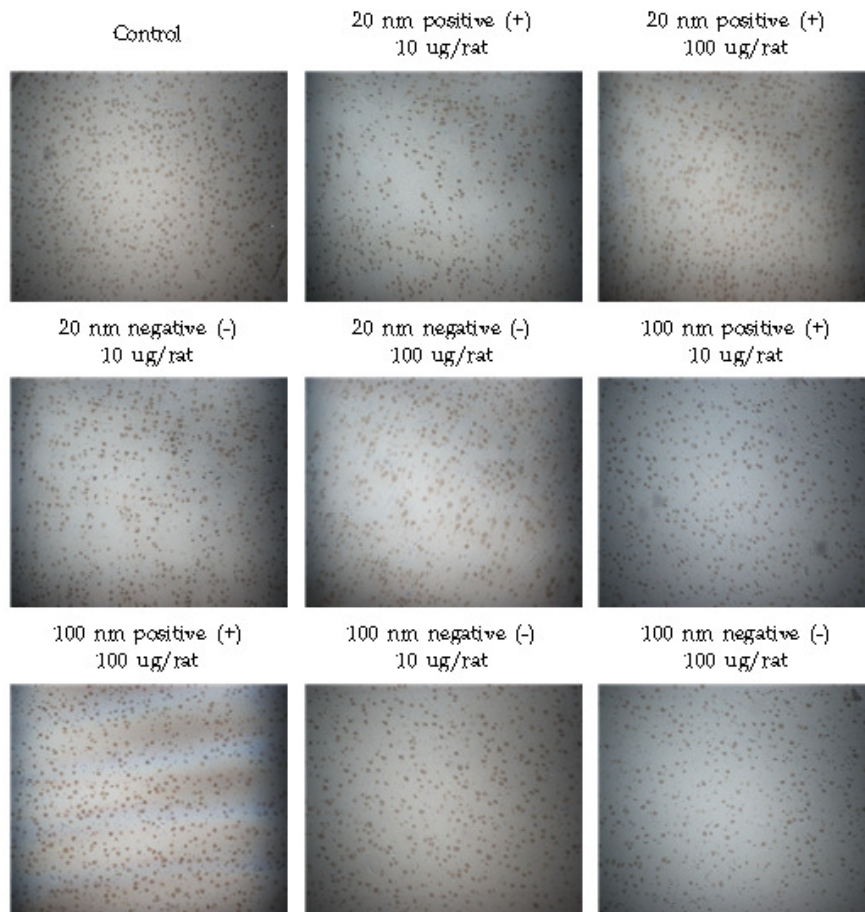 Control
20 nm positive (+)
10 ug/rat
20 nm positive (+)
100 ug/rat
20 nm negative (-)
10 ug/rat
20 nm negative (-)
100 ug/rat
100 nm positive (+)
10 ug/rat
100 nm positive (+)
100 ug/rat
100 nm negative (-)
10 ug/rat
100 nm negative (-)
100 ug/rat